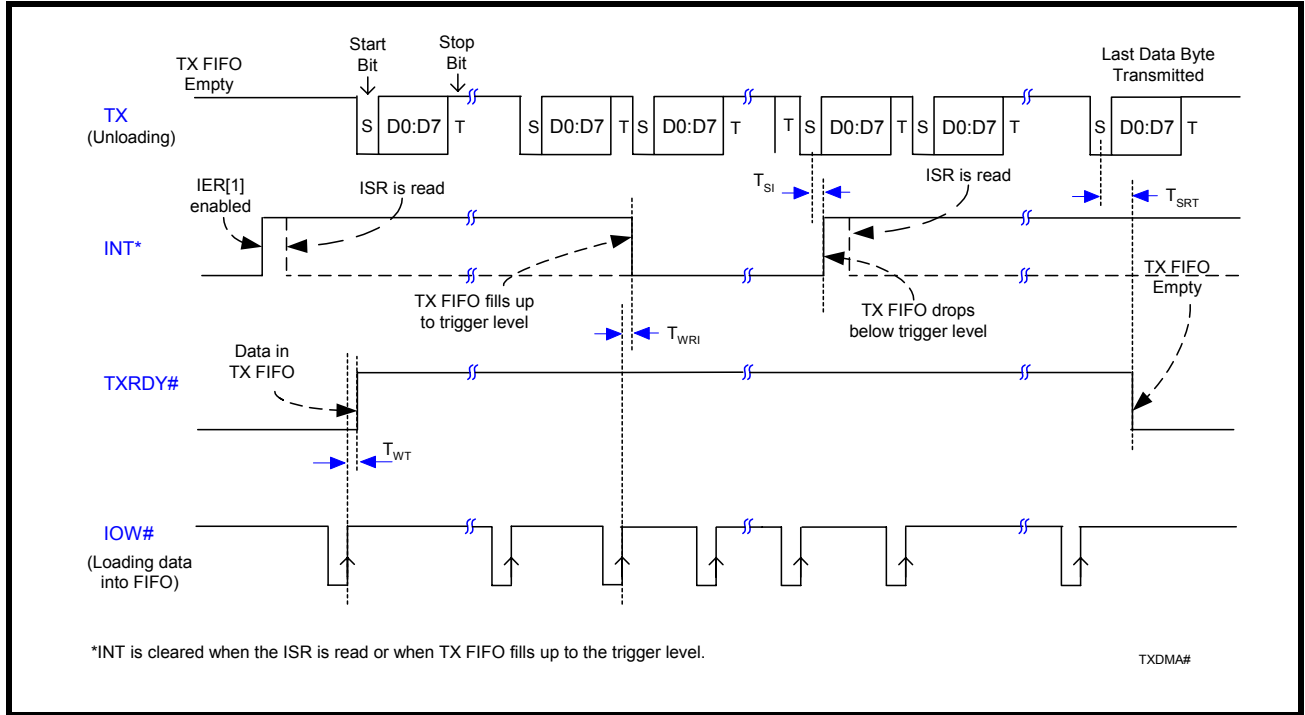 Start
Bit
Stop
Bit
TX FIFO
Empty
Last Data Byte
Transmitted
TX
(Unloading)
S D0:D7 T S D0:D7 T S D0:D7 T T S D0:D7 T S D0:D7 T S D0:D7 T
IER[1]
enabled
ISR is read
TSI
ISR is read
TSRT
INT*
TX FIFO fills up
to trigger level
TX FIFO drops
below trigger level
TX FIFO
Empty
TWRI
Data in
TX FIFO
TXRDY#
TWT
IOW#
(Loading data
into FIFO)
*INT is cleared when the ISR is read or when TX FIFO fills up to the trigger level.
TXDMA#